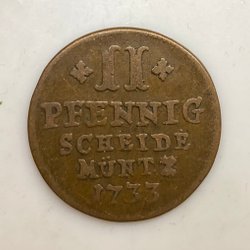 II
PFENNIG
SCHEIDE
MÜNTZ
1733